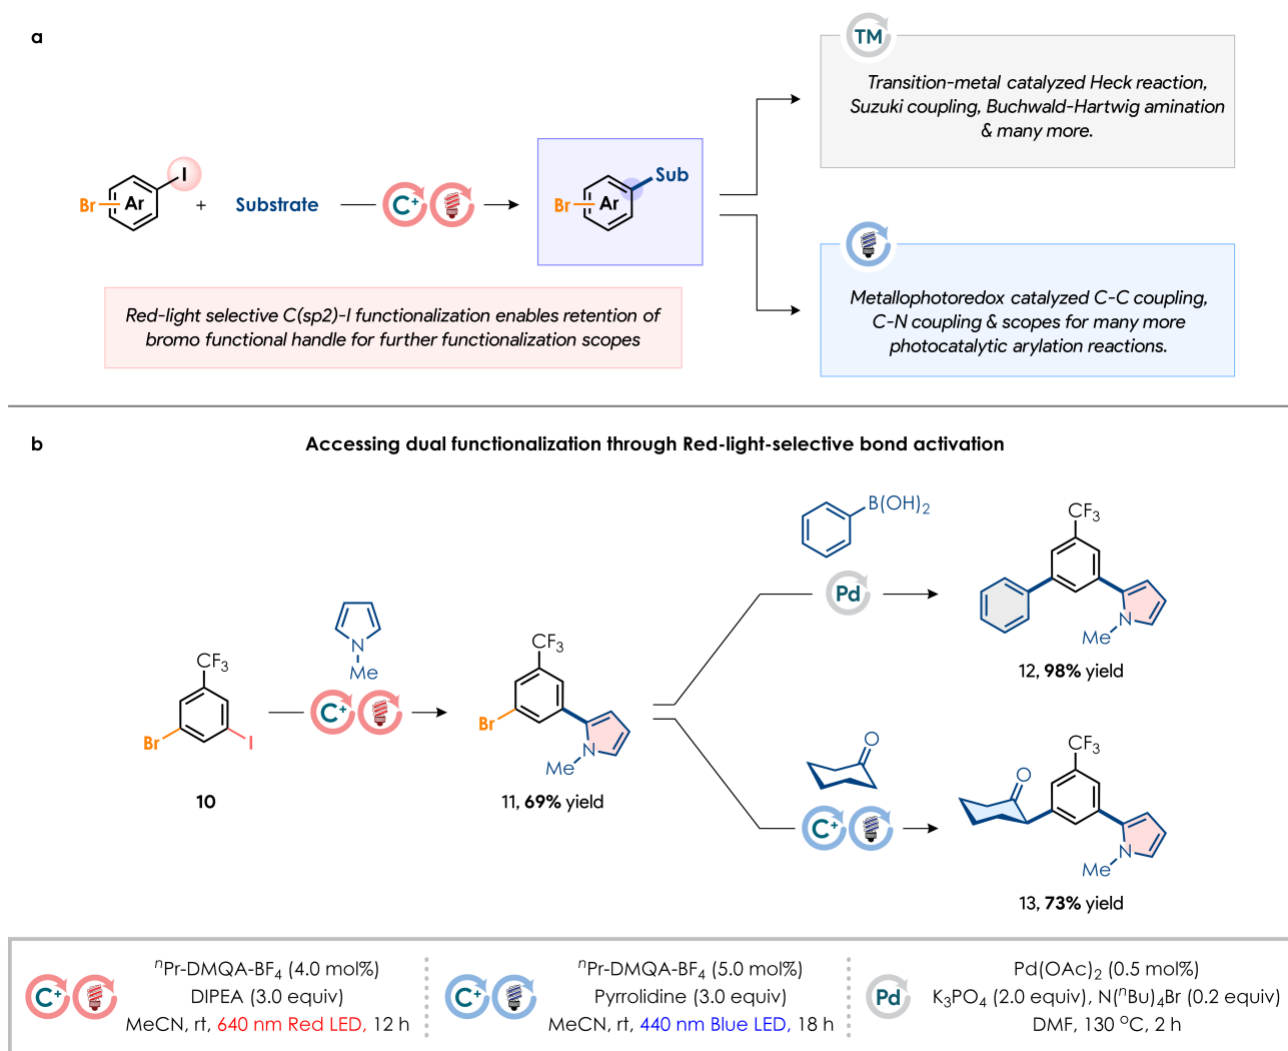 a
TM
Transition-metal catalyzed Heck reaction,
Suzuki coupling, Buchwald-Hartwig amination
& many more.
I
Br
Ar
+
Substrate
C⁺
Sub
Br
Ar
Red-light selective C(sp2)-I functionalization enables retention of
bromo functional handle for further functionalization scopes
Metallophotoredox catalyzed C-C coupling,
C-N coupling & scopes for many more
photocatalytic arylation reactions.
b
Accessing dual functionalization through Red-light-selective bond activation
CF₃
Br
I
10
N
Me
C⁺
CF₃
Br
N
Me
11, 69% yield
B(OH)₂
Pd
CF₃
N
Me
12, 98% yield
O
C⁺
CF₃
O
N
Me
13, 73% yield
C⁺
ⁿPr-DMQA-BF₄ (4.0 mol%)
DIPEA (3.0 equiv)
MeCN, rt, 640 nm Red LED, 12 h
C⁺
ⁿPr-DMQA-BF₄ (5.0 mol%)
Pyrrolidine (3.0 equiv)
MeCN, rt, 440 nm Blue LED, 18 h
Pd
Pd(OAc)₂ (0.5 mol%)
K₃PO₄ (2.0 equiv), N(ⁿBu)₄Br (0.2 equiv)
DMF, 130 ᴼC, 2 h